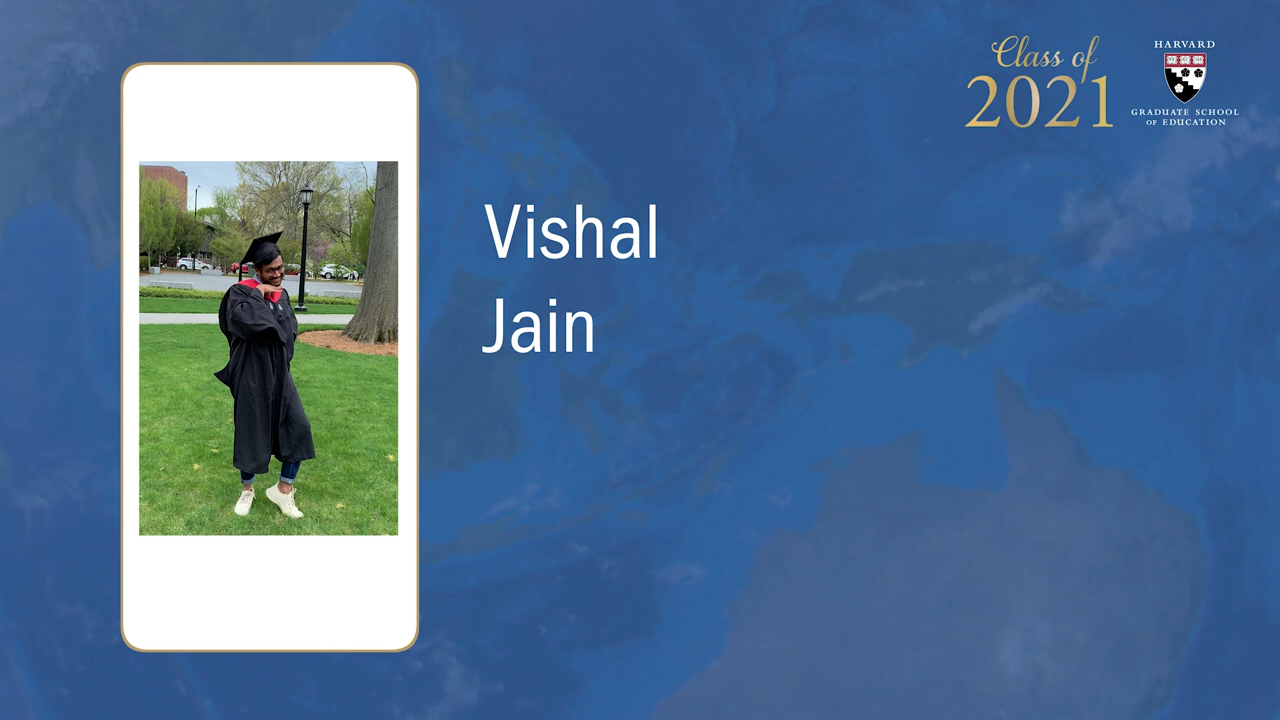 Class of
2021
HARVARD
GRADUATE SCHOOL
OF EDUCATION
Vishal
Jain